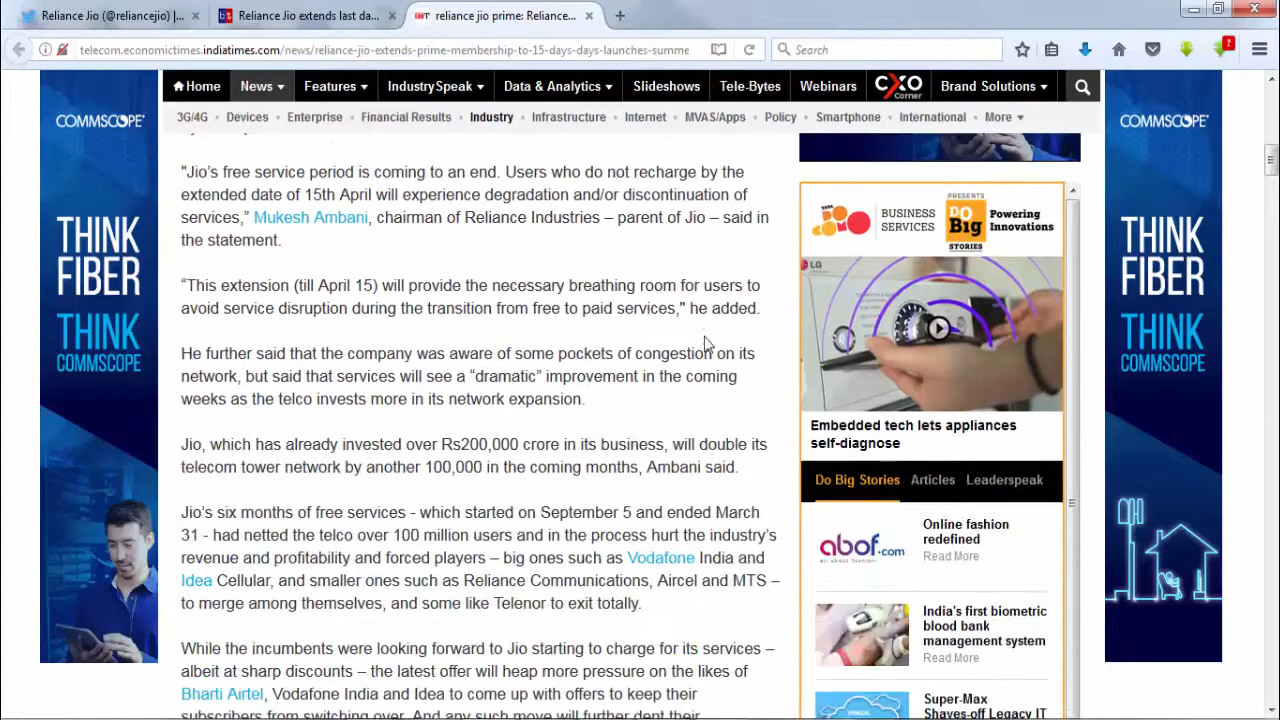 Reliance Jio (@reliancejio) |...
Reliance Jio extends last da...
reliance jio prime: Reliance...
telecom.economictimes.indiatimes.com/news/reliance-jio-extends-prime-membership-to-15-days-days-launches-summe
Search
Home
News
Features
IndustrySpeak
Data & Analytics
Slideshows
Tele-Bytes
Webinars
CXO
Corner
Brand Solutions
3G/4G
Devices
Enterprise
Financial Results
Industry
Infrastructure
Internet
MVAS/Apps
Policy
Smartphone
International
More
COMMSCOPE®
THINK
FIBER
THINK
COMMSCOPE
"Jio's free service period is coming to an end. Users who do not recharge by the
extended date of 15th April will experience degradation and/or discontinuation of
services,” Mukesh Ambani, chairman of Reliance Industries – parent of Jio – said in
the statement.
“This extension (till April 15) will provide the necessary breathing room for users to
avoid service disruption during the transition from free to paid services," he added.
He further said that the company was aware of some pockets of congestion on its
network, but said that services will see a “dramatic” improvement in the coming
weeks as the telco invests more in its network expansion.
Jio, which has already invested over Rs200,000 crore in its business, will double its
telecom tower network by another 100,000 in the coming months, Ambani said.
Jio's six months of free services - which started on September 5 and ended March
31 - had netted the telco over 100 million users and in the process hurt the industry's
revenue and profitability and forced players – big ones such as Vodafone India and
Idea Cellular, and smaller ones such as Reliance Communications, Aircel and MTS –
to merge among themselves, and some like Telenor to exit totally.
While the incumbents were looking forward to Jio starting to charge for its services –
albeit at sharp discounts – the latest offer will heap more pressure on the likes of
Bharti Airtel, Vodafone India and Idea to come up with offers to keep their
subscribers from switching over. And any such move will further dent their
TATA
BUSINESS
SERVICES
PRESENTS
DO
Big
STORIES
Powering
Innovations
LG
Embedded tech lets appliances
self-diagnose
Do Big Stories
Articles
Leaderspeak
abof.com
all about fashion
Online fashion
redefined
Read More
India's first biometric
blood bank
management system
Read More
Super-Max
Shaves-off Legacy IT
COMMSCOPE®
THINK
FIBER
THINK
COMMSCOPE